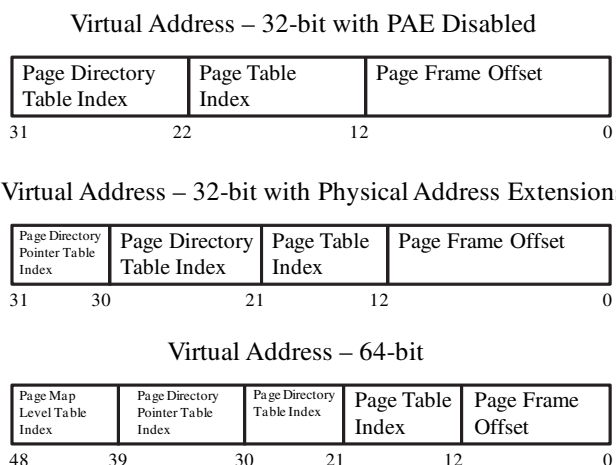 Virtual Address – 32-bit with PAE Disabled
Page Directory Page Table Page Frame Offset
Table Index Index
31 22 12 0
Virtual Address – 32-bit with Physical Address Extension
Page Directory
Pointer Table
Index
Page Directory
Table Index
Page Table
Index
Page Frame Offset
31 30 21 12 0
Virtual Address – 64-bit
Page Map
Level Table
Index
Page Directory
Pointer Table
Index
Page Directory
Table Index
Page Table
Index
Page Frame
Offset
48 39 30 21 12 0